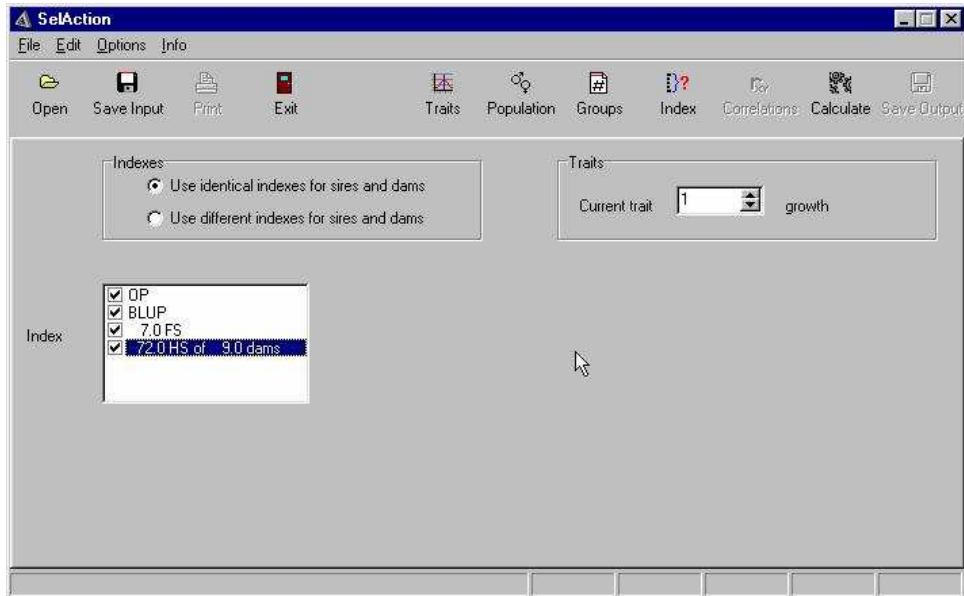 SelAction
File Edit Options Info
Open Save Input Print Exit Traits Population Groups Index Correlations Calculate Save Output
Indexes
Use identical indexes for sires and dams
Use different indexes for sires and dams
Traits
Current trait 1 growth
Index
OP
BLUP
7.0 FS
72.0 HS of 9.0 dams